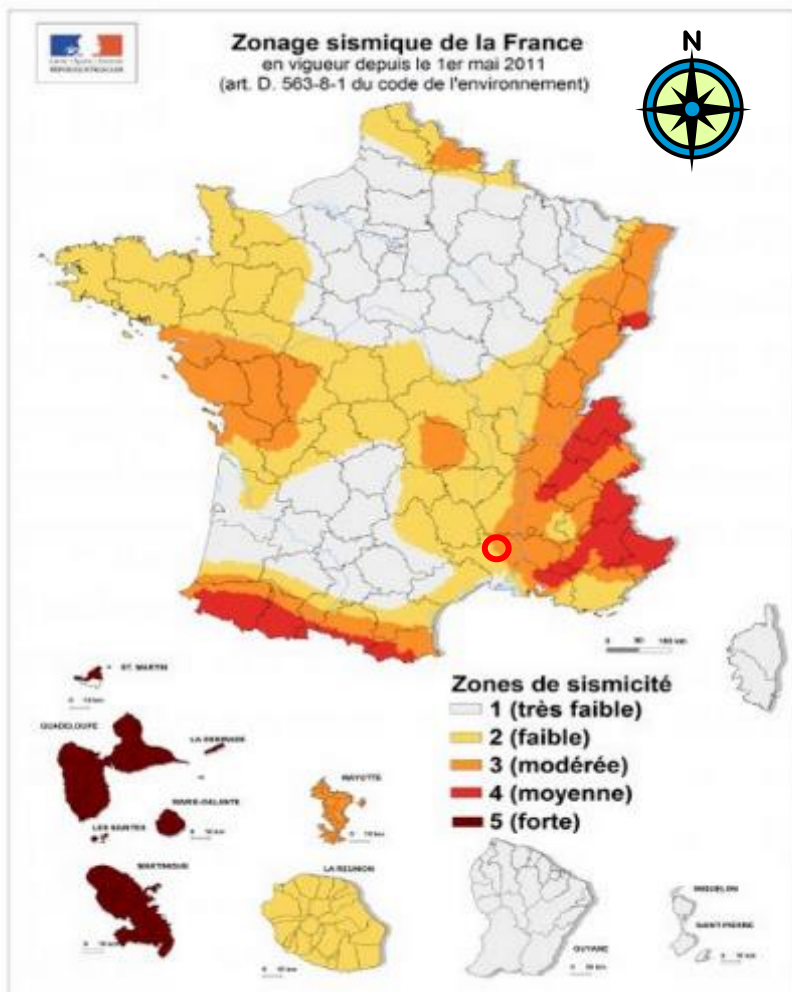 Zonage sismique de la France
en vigueur depuis le 1er mai 2011
(art. D. 563-8-1 du code de l'environnement)
N
RÉPUBLIQUE FRANÇAISE
ST. MARTIN
GUADELOUPE
LA DESIRADE
MARIE-GALANTE
LES SAINTES
MARTINIQUE
MAYOTTE
LA REUNION
Zones de sismicité
1 (très faible)
2 (faible)
3 (modérée)
4 (moyenne)
5 (forte)
GUYANE
MIQUELON
SAINT-PIERRE